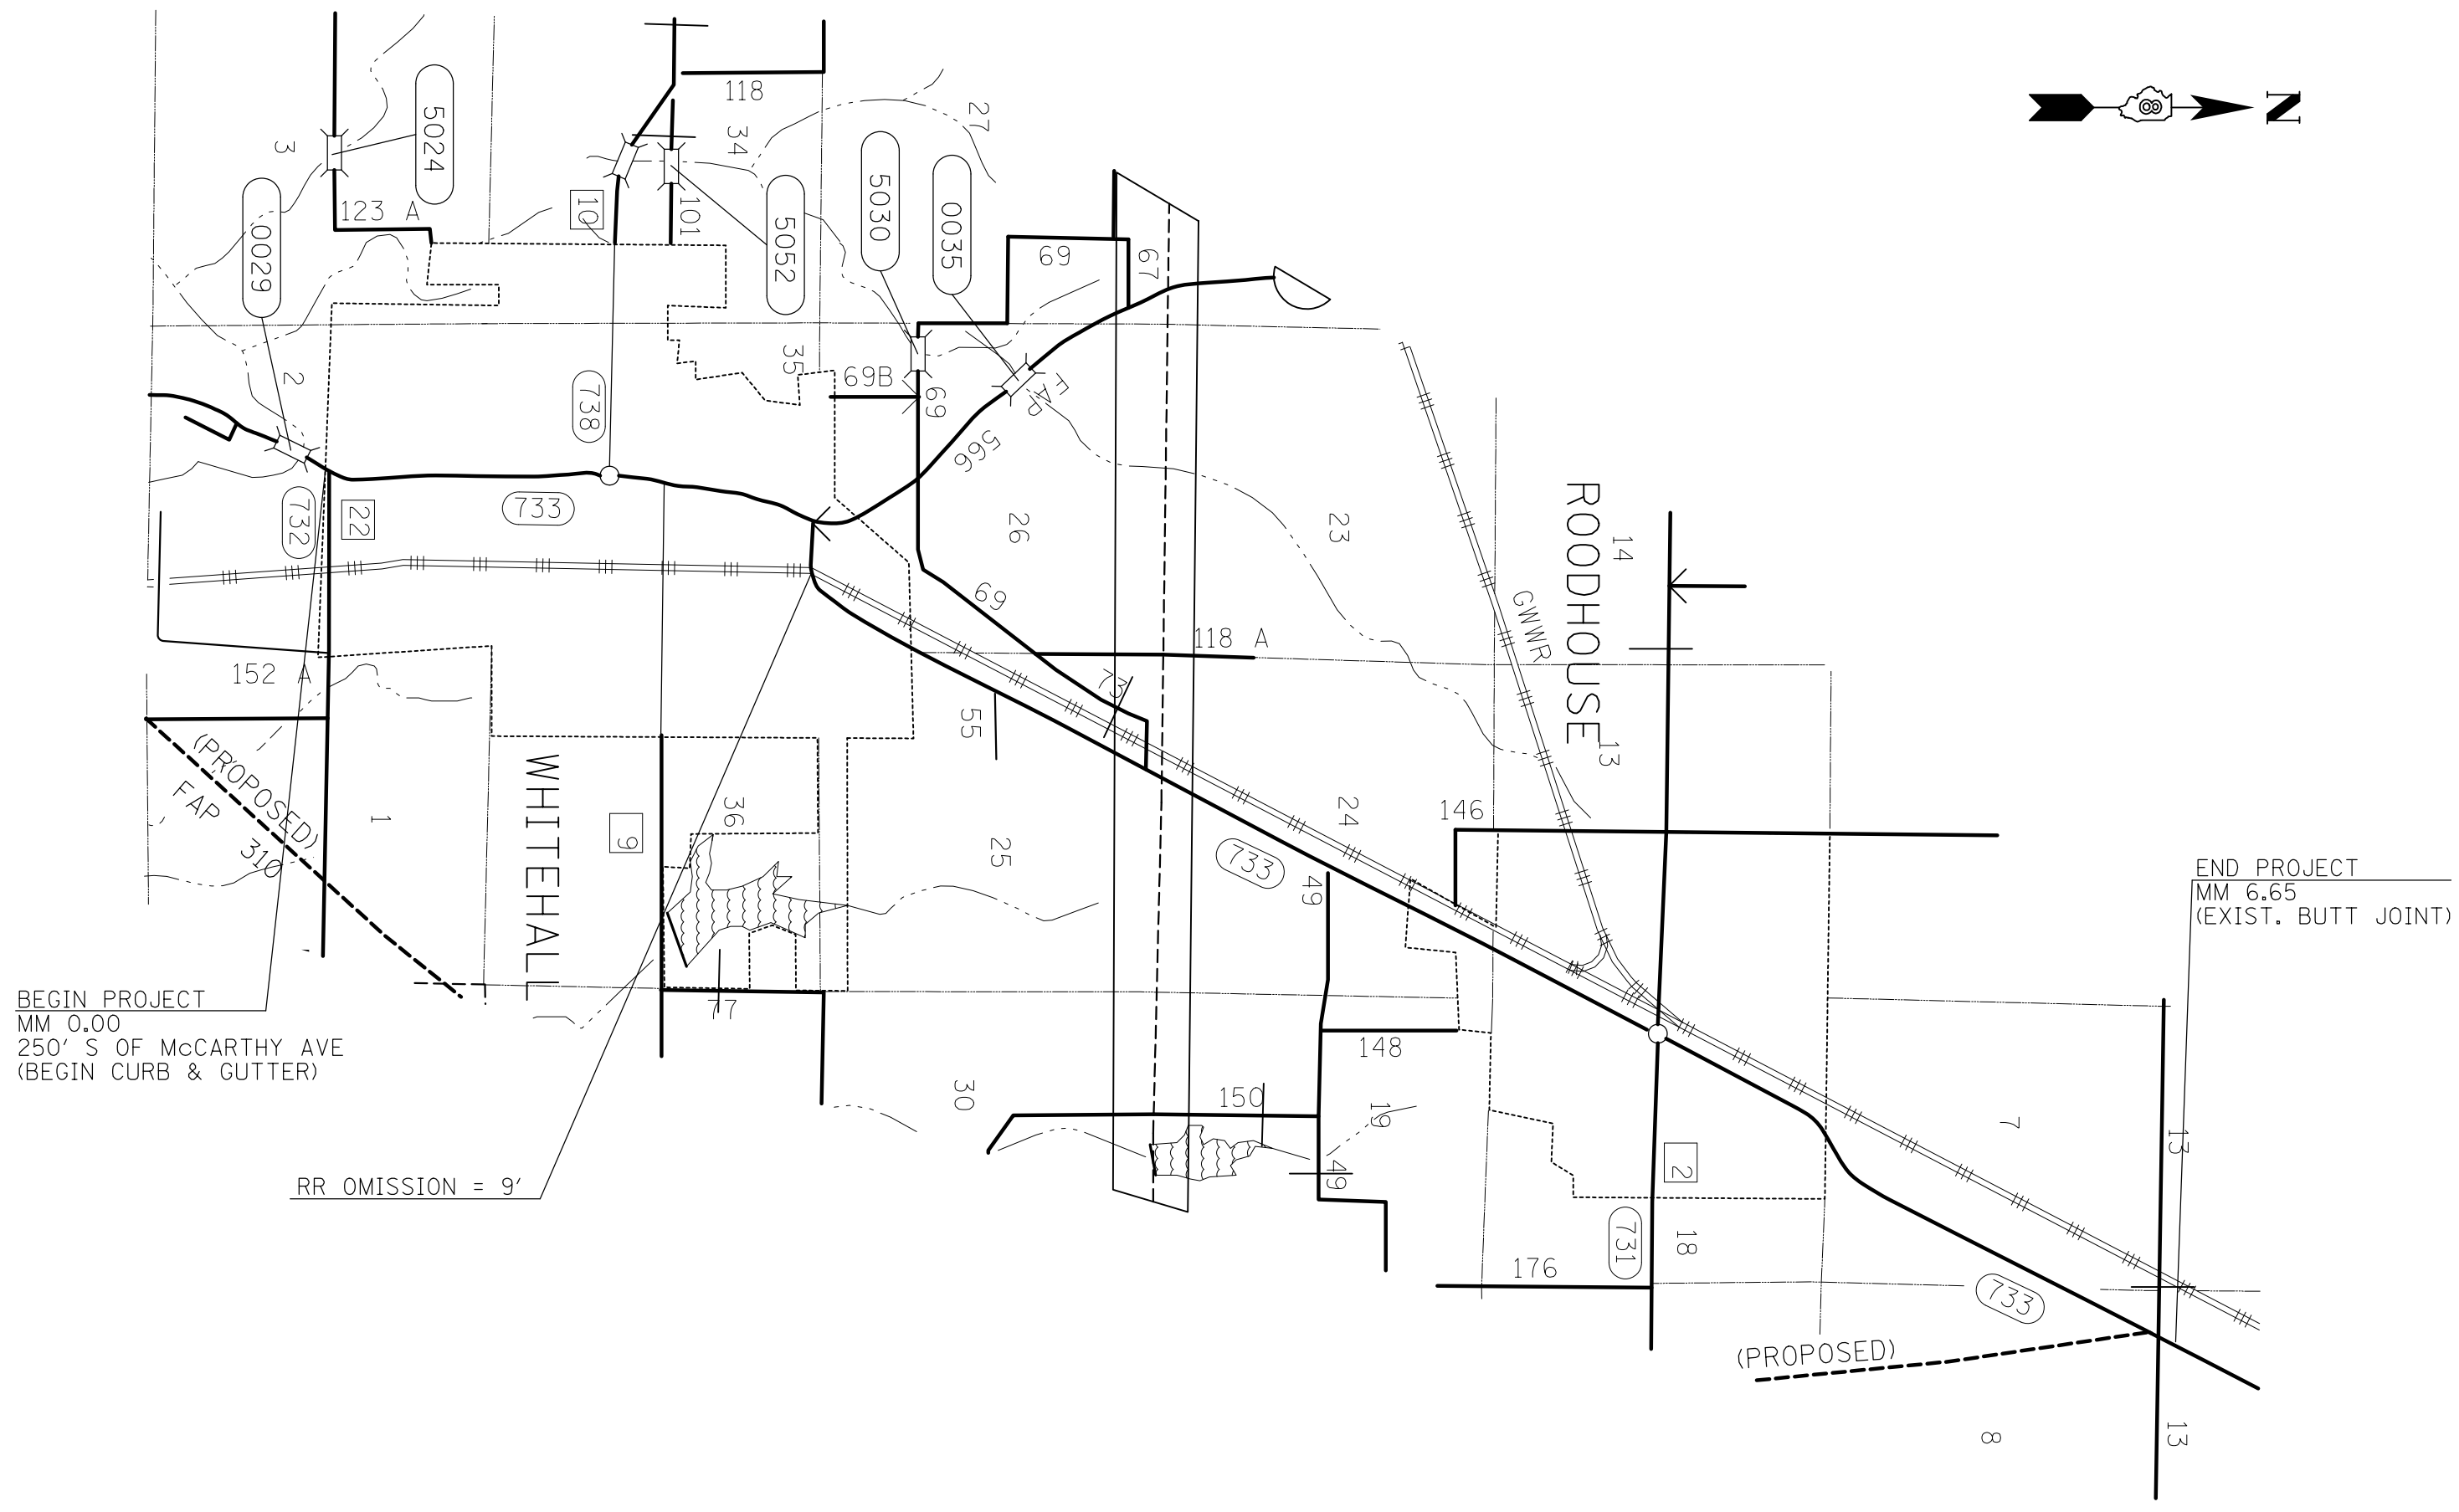 N
118
34
27
3
5024
123 A
10
101
5052
5030
0035
0029
69
67
2
35
69B
69
738
FAP
566
732
22
733
26
23
14
ROODHOUSE
GWWR
69
118 A
152 A
73
55
13
(PROPOSED)
FAP
310
1
WHITEHALL
9
36
25
24
146
733
49
END PROJECT
MM 6.65
(EXIST. BUTT JOINT)
BEGIN PROJECT
MM 0.00
250' S OF McCARTHY AVE
(BEGIN CURB & GUTTER)
77
148
30
150
19
49
7
13
2
RR OMISSION = 9'
731
18
176
733
(PROPOSED)
8
13